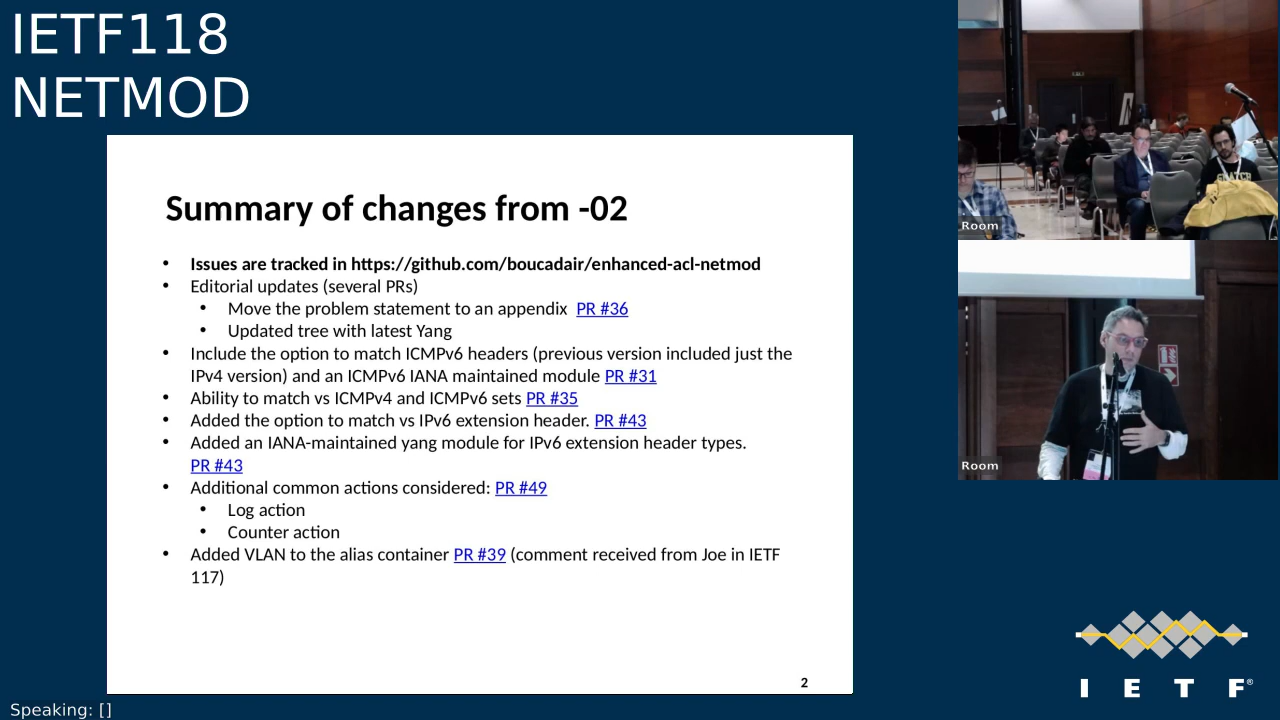 IETF118
NETMOD
Summary of changes from -02
• Issues are tracked in https://github.com/boucadair/enhanced-acl-netmod
• Editorial updates (several PRs)
• Move the problem statement to an appendix PR #36
• Updated tree with latest Yang
• Include the option to match ICMPv6 headers (previous version included just the
IPv4 version) and an ICMPv6 IANA maintained module PR #31
• Ability to match vs ICMPv4 and ICMPv6 sets PR #35
• Added the option to match vs IPv6 extension header. PR #43
• Added an IANA-maintained yang module for IPv6 extension header types.
PR #43
• Additional common actions considered: PR #49
• Log action
• Counter action
• Added VLAN to the alias container PR #39 (comment received from Joe in IETF
117)
2
Room
Room
I E T F®
Speaking: []